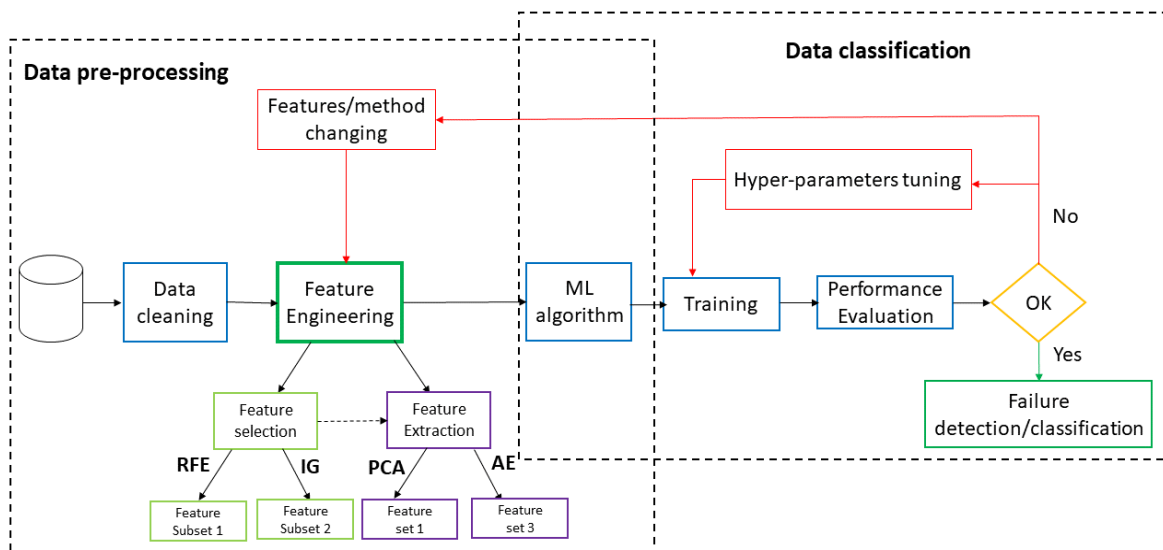 Data classification
Data pre-processing
Features/method
changing
Hyper-parameters tuning
No
Data
cleaning
Feature
Engineering
ML
algorithm
Training
Performance
Evaluation
OK
Yes
Feature
selection
Feature
Extraction
Failure
detection/classification
RFE
IG
PCA
AE
Feature
Subset 1
Feature
Subset 2
Feature
set 1
Feature
set 3